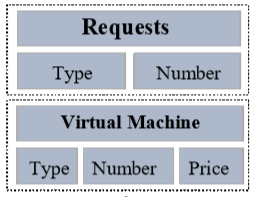 Requests
Type Number
Virtual Machine
Type Number Price